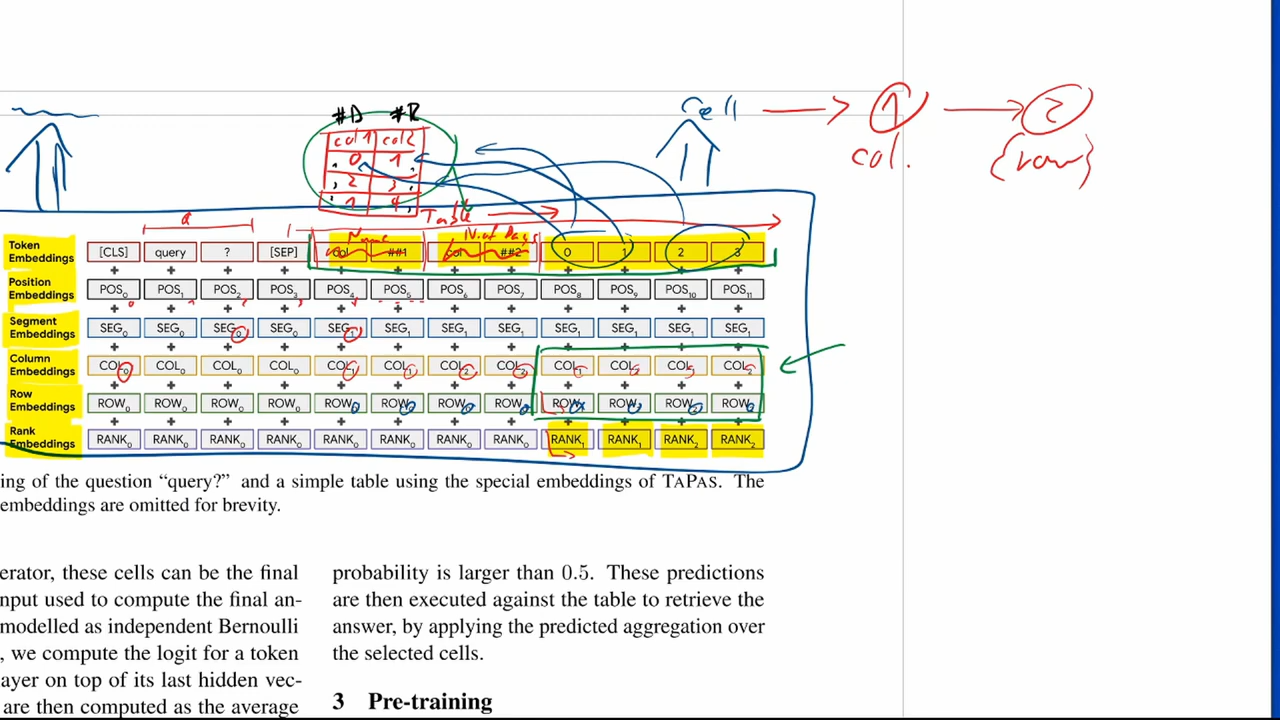 #D #R
Cell → 1 → 2
col. {row}
col1 col2
0 1
2 3
1 4
Table
q
Name N.of Days
Token Embeddings [CLS] query ? [SEP] col ##1 col ##2 0 1 2 3
+ + + + + + + + + + + +
Position Embeddings POS0 POS1 POS2 POS3 POS4 POS5 POS6 POS7 POS8 POS9 POS10 POS11
+ + + + + + + + + + + +
Segment Embeddings SEG0 SEG0 SEG0 SEG0 SEG1 SEG1 SEG1 SEG1 SEG1 SEG1 SEG1 SEG1
+ + + + + + + + + + + +
Column Embeddings COL0 COL0 COL0 COL0 COL1 COL1 COL2 COL2 COL1 COL2 COL COL2
+ + + + + + + + + + + +
Row Embeddings ROW0 ROW0 ROW0 ROW0 ROW0 ROW0 ROW0 ROW0 ROW ROW ROW2 ROW
+ + + + + + + + + + + +
Rank Embeddings RANK0 RANK0 RANK0 RANK0 RANK0 RANK0 RANK0 RANK0 RANK1 RANK1 RANK2 RANK2
ing of the question “query?” and a simple table using the special embeddings of TAPAS. The
embeddings are omitted for brevity.
erator, these cells can be the final
nput used to compute the final an-
modelled as independent Bernoulli
, we compute the logit for a token
ayer on top of its last hidden vec-
are then computed as the average
probability is larger than 0.5. These predictions
are then executed against the table to retrieve the
answer, by applying the predicted aggregation over
the selected cells.
3 Pre-training